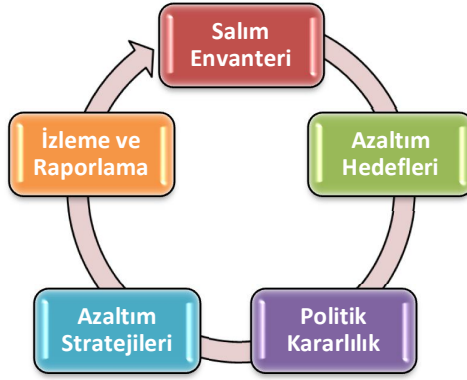 Salım
Envanteri
Azaltım
Hedefleri
Politik
Kararlılık
Azaltım
Stratejileri
İzleme ve
Raporlama